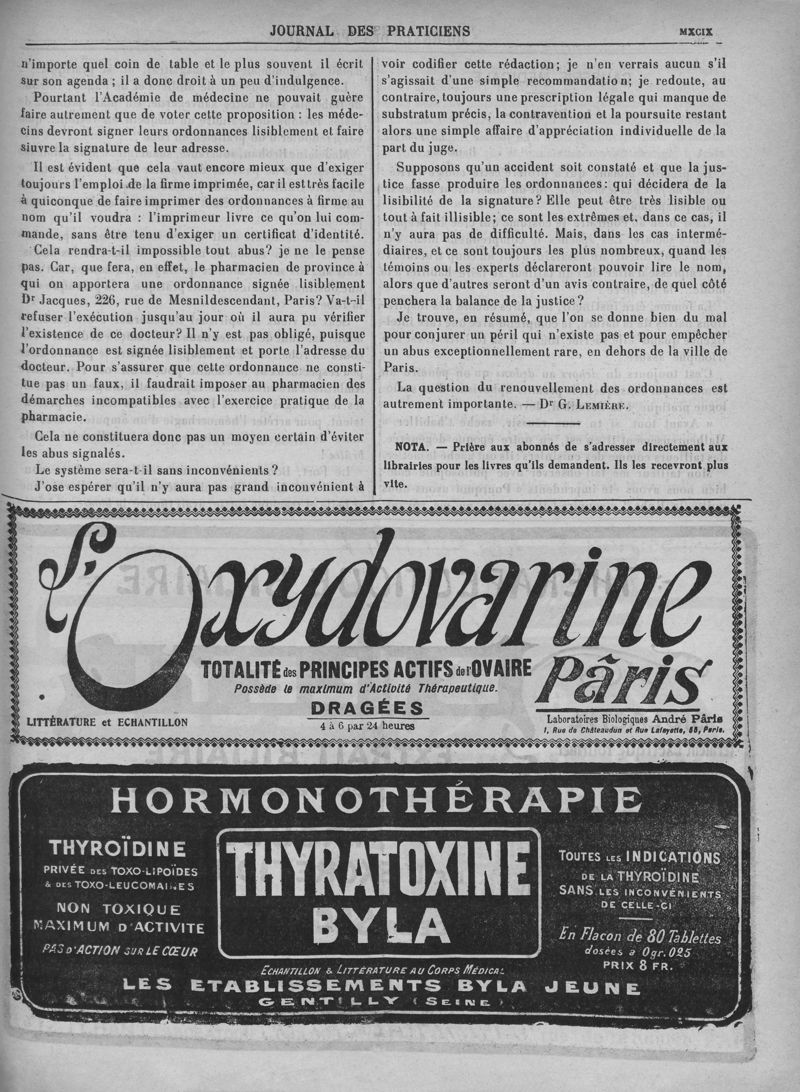 JOURNAL DES PRATICIENS
MXCIX
n'importe quel coin de table et le plus souvent il écrit
sur son agenda ; il a donc droit à un peu d'indulgence.
Pourtant l'Académie de médecine ne pouvait guère
faire autrement que de voter cette proposition : les méde-
cins devront signer leurs ordonnances lisiblement et faire
siuvre la signature de leur adresse.
Il est évident que cela vaut encore mieux que d'exiger
toujours l'emploi de la firme imprimée, car il est très facile
à quiconque de faire imprimer des ordonnances à firme au
nom qu'il voudra : l'imprimeur livre ce qu'on lui com-
mande, sans être tenu d'exiger un certificat d'identité.
Cela rendra-t-il impossible tout abus? je ne le pense
pas. Car, que fera, en effet, le pharmacien de province à
qui on apportera une ordonnance signée lisiblement
Dr Jacques, 226, rue de Mesnildescendant, Paris? Va-t-il
refuser l'exécution jusqu'au jour où il aura pu vérifier
l'existence de ce docteur? Il n'y est pas obligé, puisque
l'ordonnance est signée lisiblement et porte l'adresse du
docteur. Pour s'assurer que cette ordonnance ne consti-
tue pas un faux, il faudrait imposer au pharmacien des
démarches incompatibles avec l'exercice pratique de la
pharmacie.
Cela ne constituera donc pas un moyen certain d'éviter
les abus signalés.
Le système sera-t-il sans inconvénients ?
J'ose espérer qu'il n'y aura pas grand inconvénient à
voir codifier cette rédaction; je n'en verrais aucun s'il
s'agissait d'une simple recommandation; je redoute, au
contraire, toujours une prescription légale qui manque de
substratum précis, la contravention et la poursuite restant
alors une simple affaire d'appréciation individuelle de la
part du juge.
Supposons qu'un accident soit constaté et que la jus-
tice fasse produire les ordonnances: qui décidera de la
lisibilité de la signature? Elle peut être très lisible ou
tout à fait illisible; ce sont les extrêmes et, dans ce cas, il
n'y aura pas de difficulté. Mais, dans les cas intermé-
diaires, et ce sont toujours les plus nombreux, quand les
témoins ou les experts déclareront pouvoir lire le nom,
alors que d'autres seront d'un avis contraire, de quel côté
penchera la balance de la justice?
Je trouve, en résumé, que l'on se donne bien du mal
pour conjurer un péril qui n'existe pas et pour empêcher
un abus exceptionnellement rare, en dehors de la ville de
Paris.
La question du renouvellement des ordonnances est
autrement importante. — Dr G. LEMIÈRE.
NOTA. — Prière aux abonnés de s'adresser directement aux
librairies pour les livres qu'ils demandent. Ils les recevront plus
vite.
L'Oxydovarine
TOTALITÉ des PRINCIPES ACTIFS de l'OVAIRE
Possède le maximum d'Activité Thérapeutique.
DRAGÉES
4 à 6 par 24 heures
LITTÉRATURE et ECHANTILLON
Pâris
Laboratoires Biologiques André Pâris
1, Rue de Châteaudun et Rue Lafayette, 55, Paris.
HORMONOTHÉRAPIE
THYROÏDINE
PRIVÉE DES TOXO-LIPOÏDES
& DES TOXO-LEUCOMAINES
NON TOXIQUE
MAXIMUM D'ACTIVITE
PAS D'ACTION SUR LE CŒUR
THYRATOXINE
BYLA
TOUTES LES INDICATIONS
DE LA THYROÏDINE
SANS LES INCONVÉNIENTS
DE CELLE-CI
En Flacon de 80 Tablettes
dosées à 0gr.025
PRIX 8 FR.
ECHANTILLON & LITTÉRATURE AU CORPS MÉDICAL
LES ETABLISSEMENTS BYLA JEUNE
GENTILLY (SEINE)